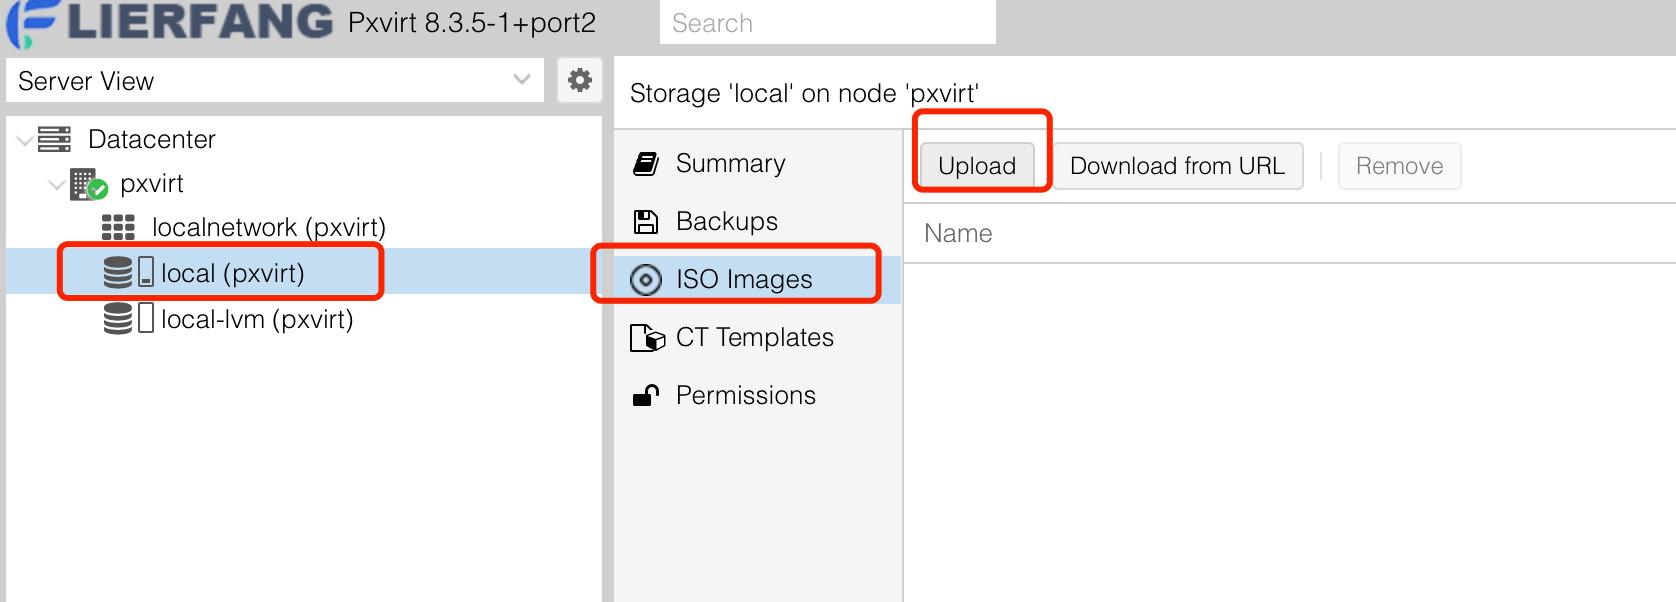 LIERFANG Pxvirt 8.3.5-1+port2
Search
Server View
Storage 'local' on node 'pxvirt'
Datacenter
pxvirt
localnetwork (pxvirt)
local (pxvirt)
local-lvm (pxvirt)
Summary
Backups
ISO Images
CT Templates
Permissions
Upload
Download from URL
Remove
Name